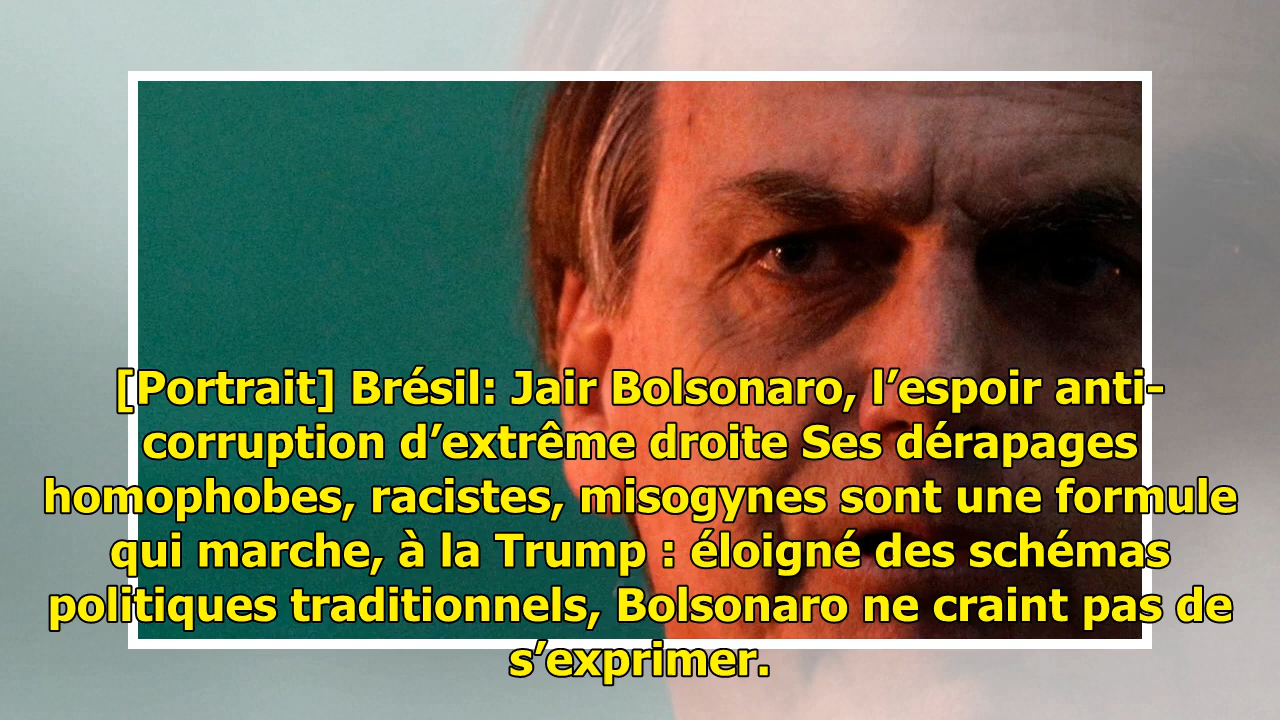 [Portrait] Brésil: Jair Bolsonaro, l’espoir anti-
corruption d’extrême droite Ses dérapages
homophobes, racistes, misogynes sont une formule
qui marche, à la Trump : éloigné des schémas
politiques traditionnels, Bolsonaro ne craint pas de
s’exprimer.